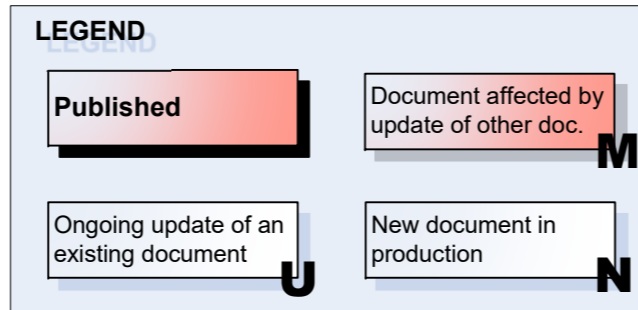 LEGEND
Published
Document affected by
update of other doc.
M
Ongoing update of an
existing document
U
New document in
production
N